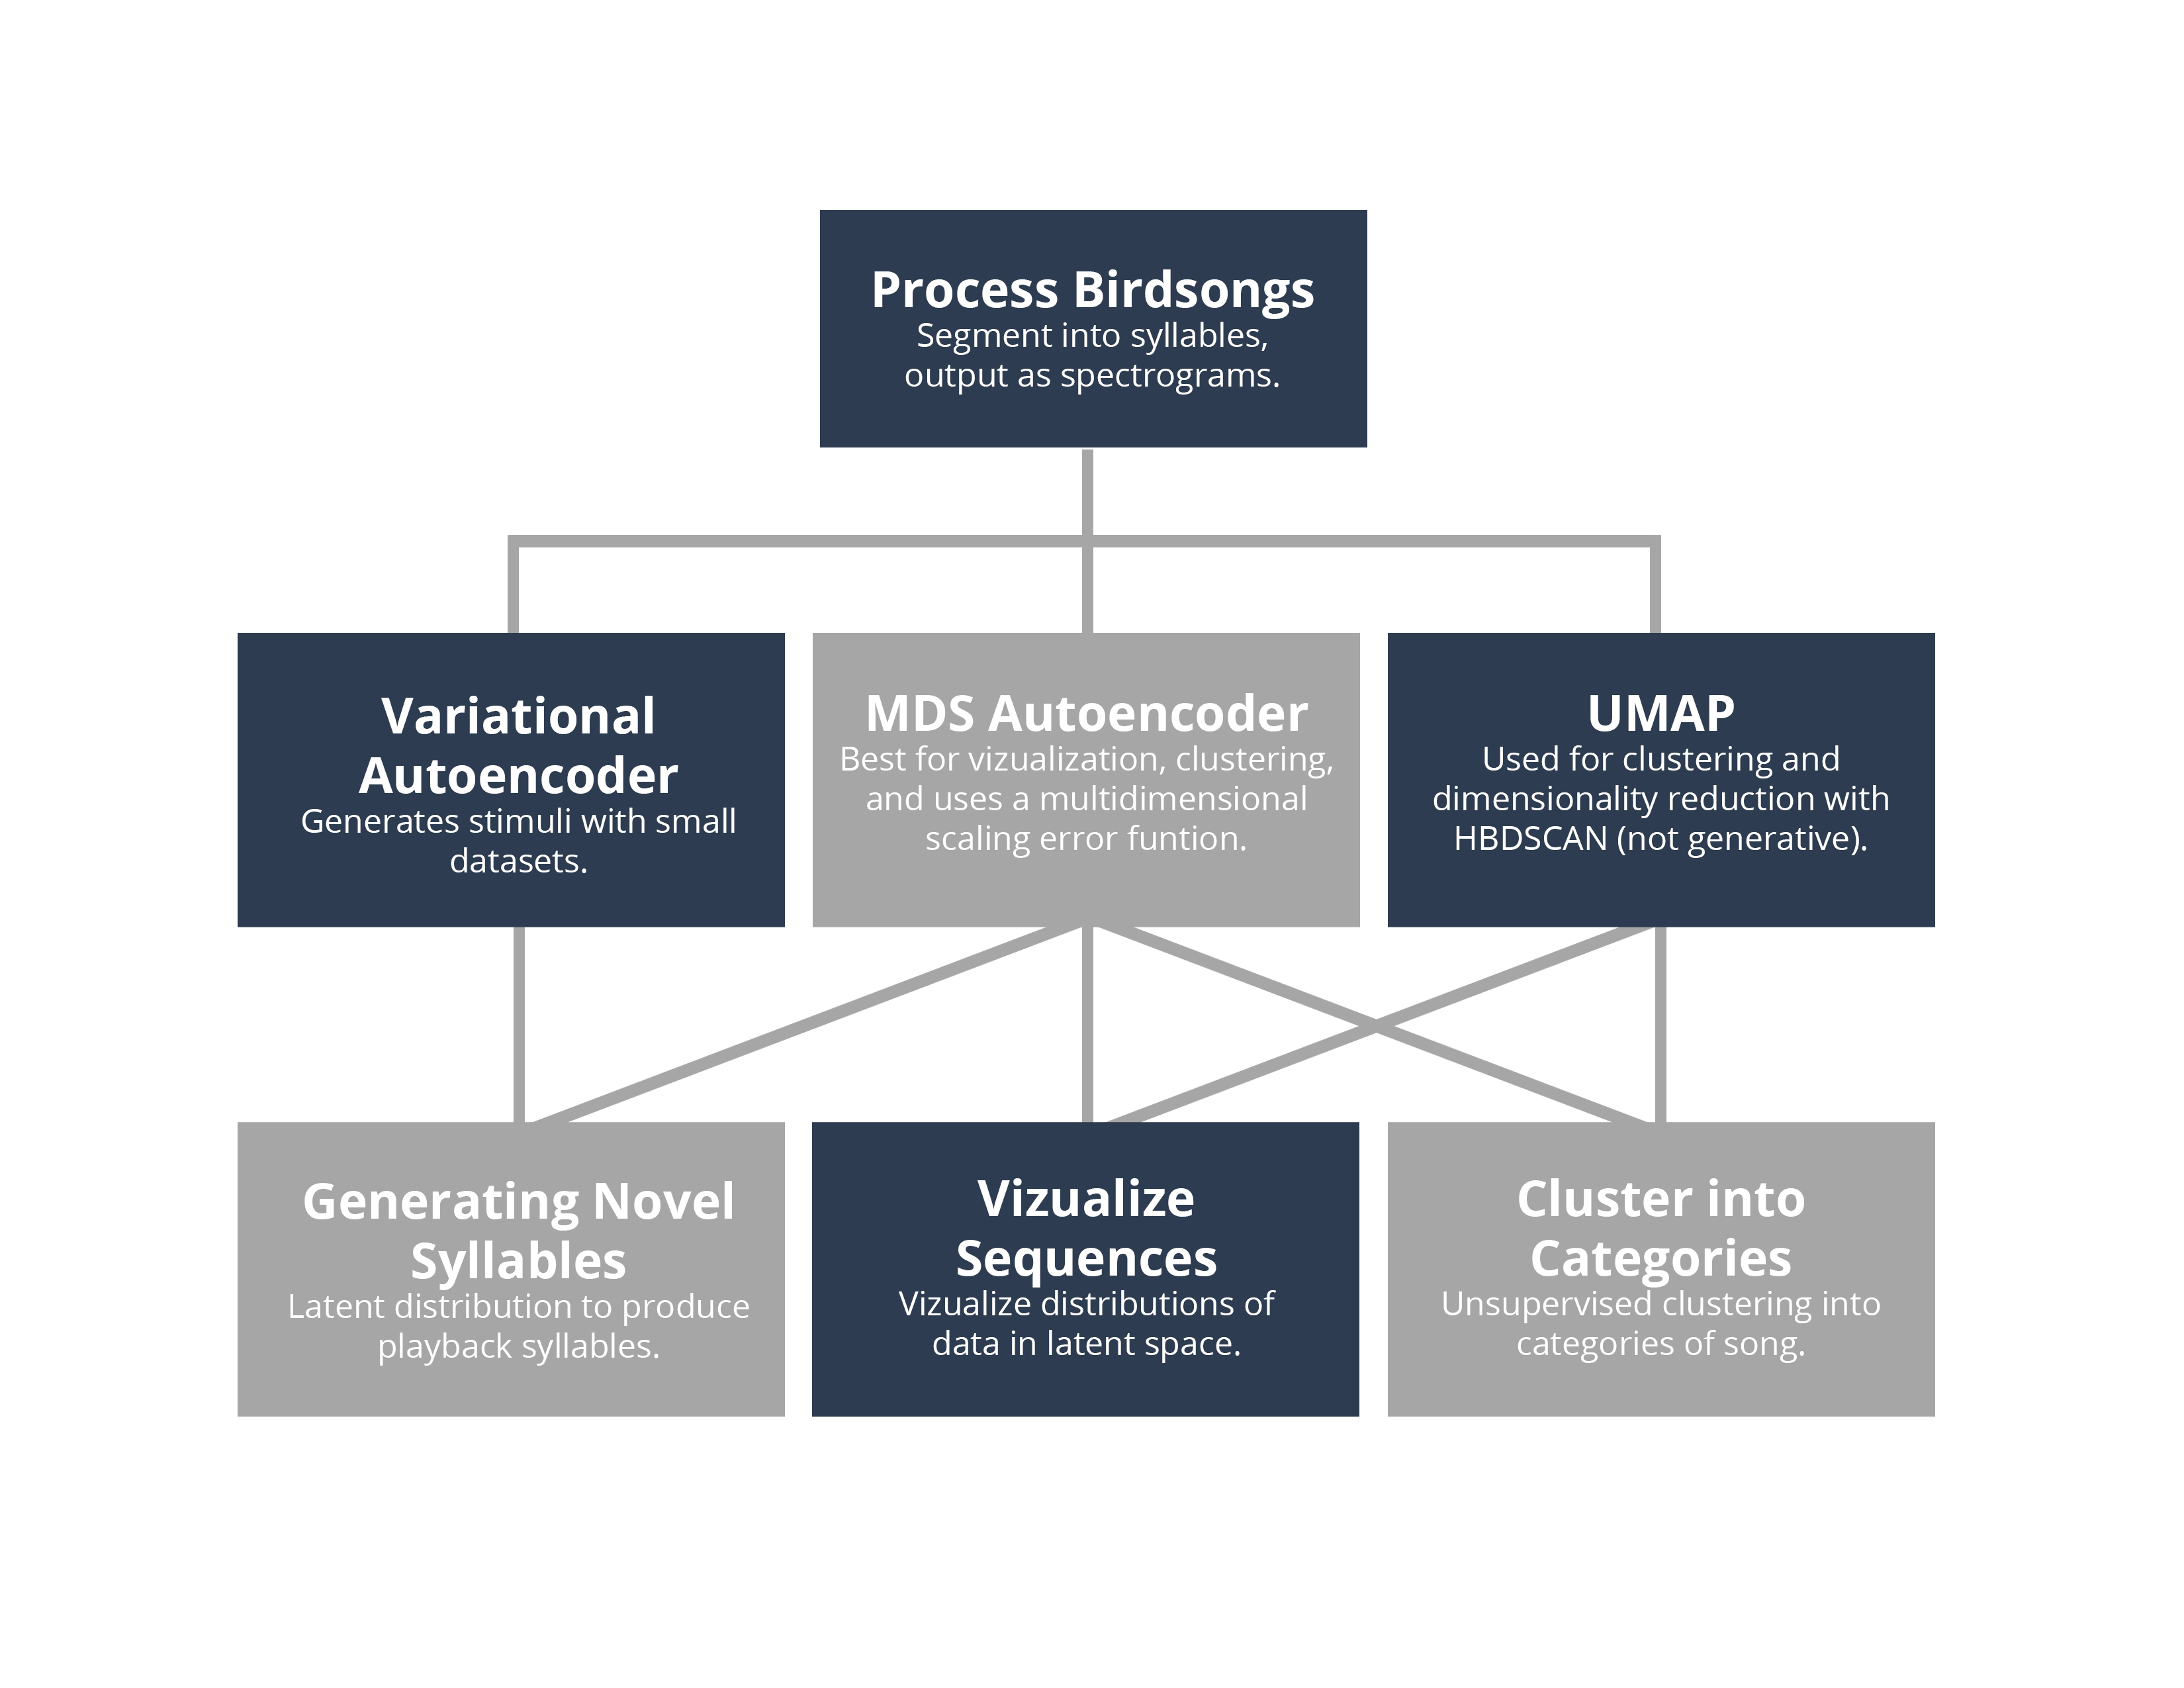 Process Birdsongs
Segment into syllables,
output as spectrograms.
Variational
Autoencoder
Generates stimuli with small
datasets.
MDS Autoencoder
Best for vizualization, clustering,
and uses a multidimensional
scaling error funtion.
UMAP
Used for clustering and
dimensionality reduction with
HBDSCAN (not generative).
Generating Novel
Syllables
Latent distribution to produce
playback syllables.
Vizualize
Sequences
Vizualize distributions of
data in latent space.
Cluster into
Categories
Unsupervised clustering into
categories of song.